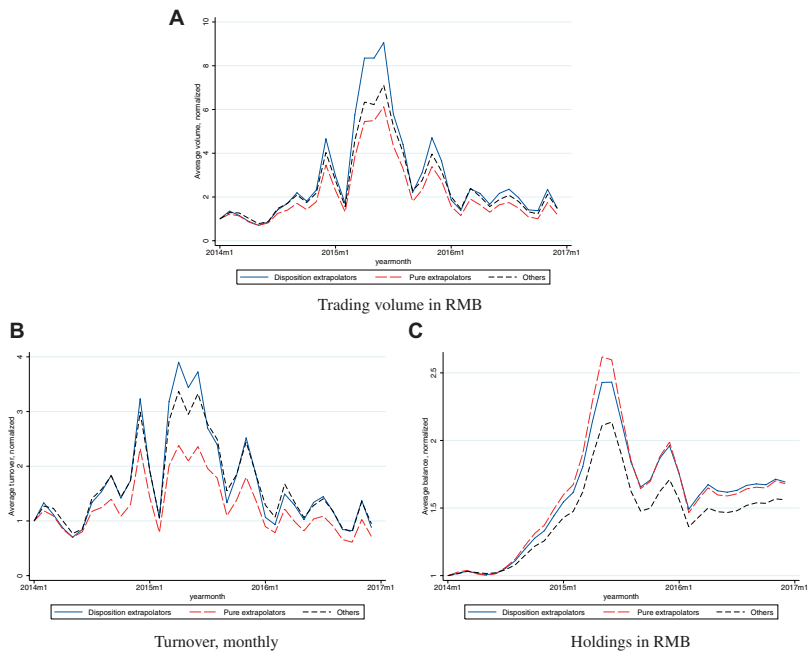 A
10
8
6
4
2
0
Average volume, normalized
2014m1
2015m1
2016m1
2017m1
yearmonth
Disposition extrapolators
Pure extrapolators
Others
Trading volume in RMB
B
4
3
2
1
0
Average turnover, normalized
2014m1
2015m1
2016m1
2017m1
yearmonth
Disposition extrapolators
Pure extrapolators
Others
Turnover, monthly
C
2.5
2
1.5
1
Average balance, normalized
2014m1
2015m1
2016m1
2017m1
yearmonth
Disposition extrapolators
Pure extrapolators
Others
Holdings in RMB